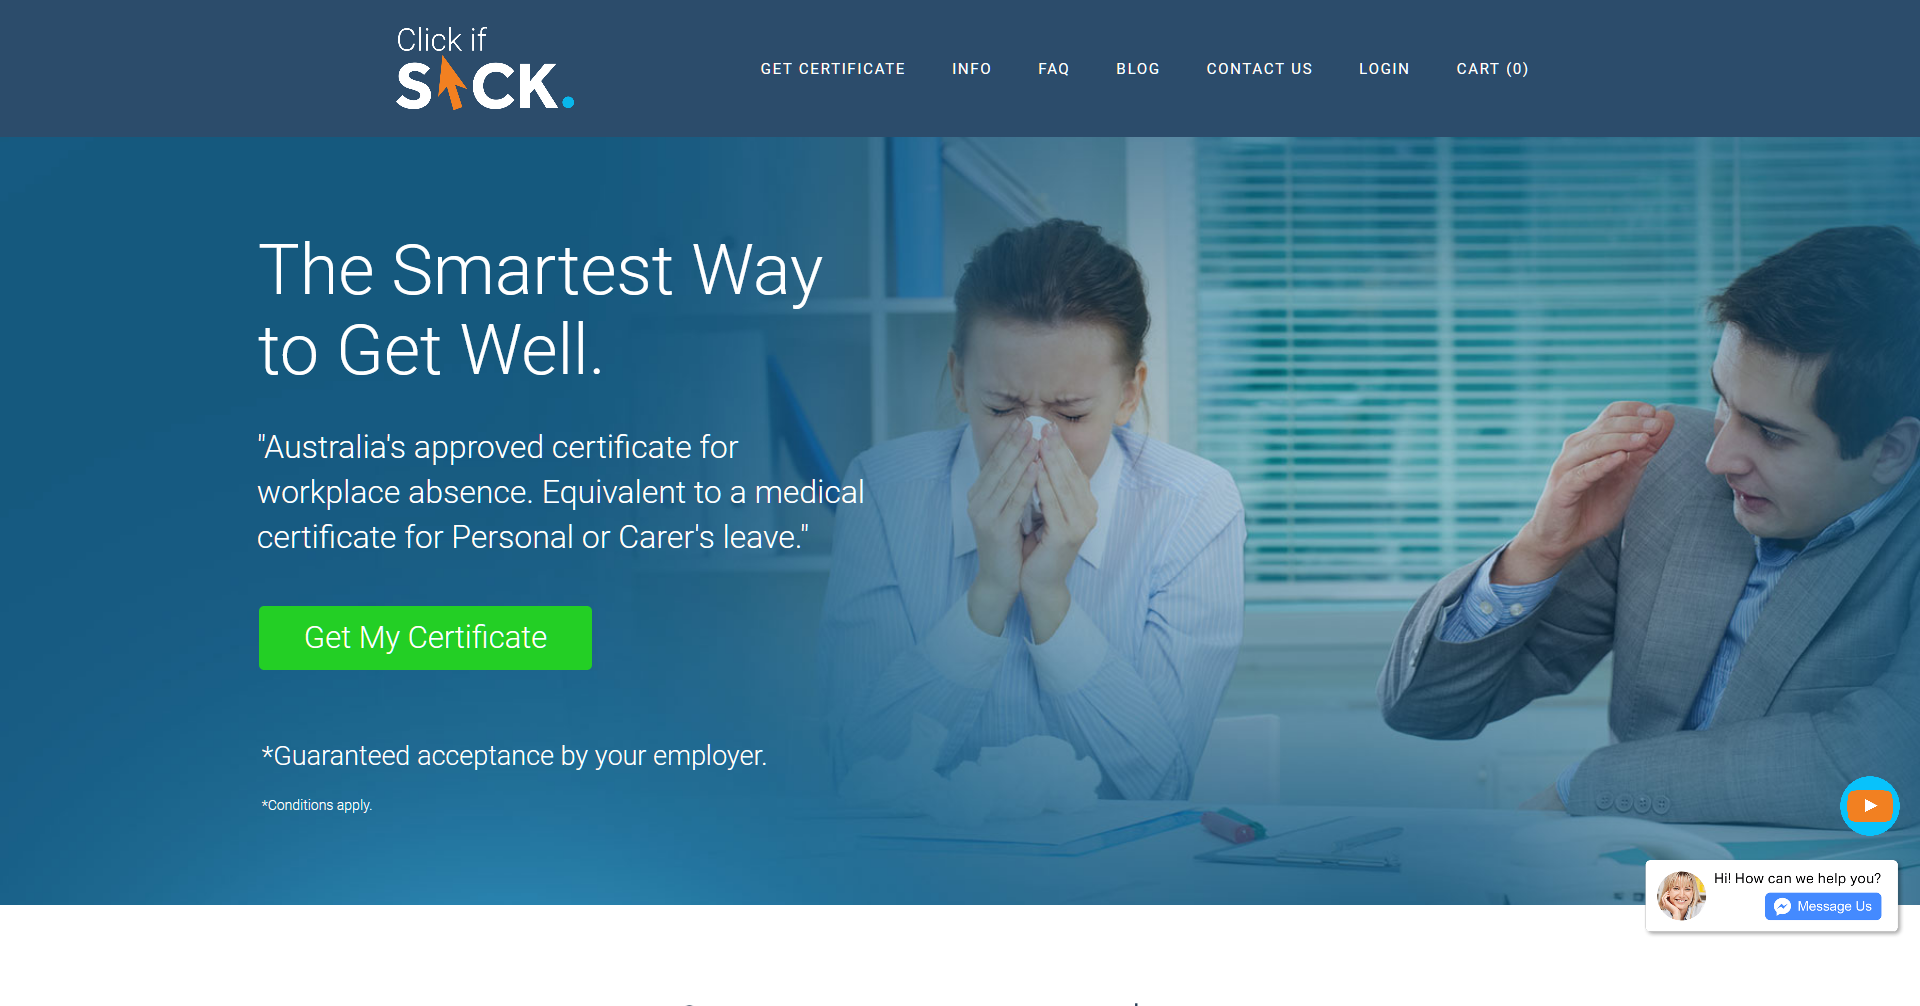 Click if
SICK.
GET CERTIFICATE
INFO
FAQ
BLOG
CONTACT US
LOGIN
CART (0)
The Smartest Way
to Get Well.
"Australia's approved certificate for
workplace absence. Equivalent to a medical
certificate for Personal or Carer's leave."
Get My Certificate
*Guaranteed acceptance by your employer.
*Conditions apply.
Hi! How can we help you?
Message Us